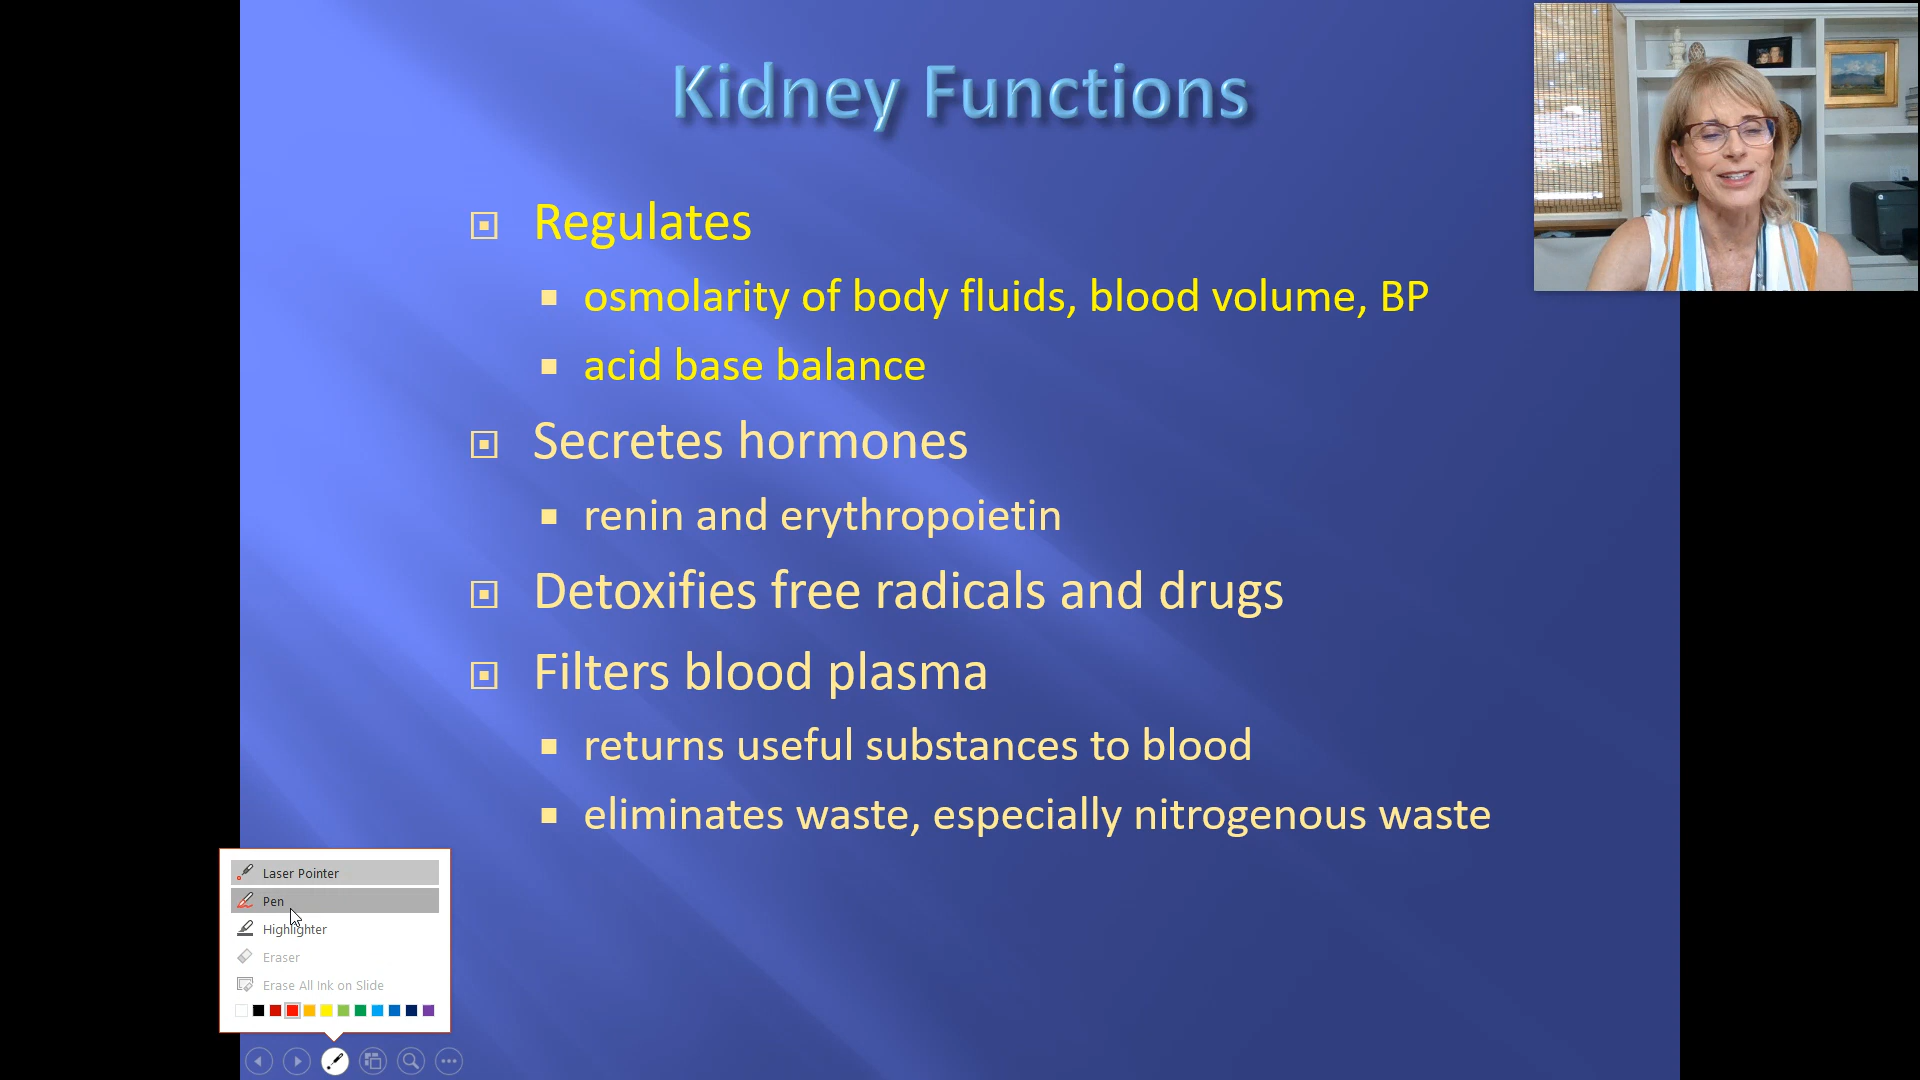 Kidney Functions
Regulates
osmolarity of body fluids, blood volume, BP
acid base balance
Secretes hormones
renin and erythropoietin
Detoxifies free radicals and drugs
Filters blood plasma
returns useful substances to blood
eliminates waste, especially nitrogenous waste
Laser Pointer
Pen
Highlighter
Eraser
Erase All Ink on Slide